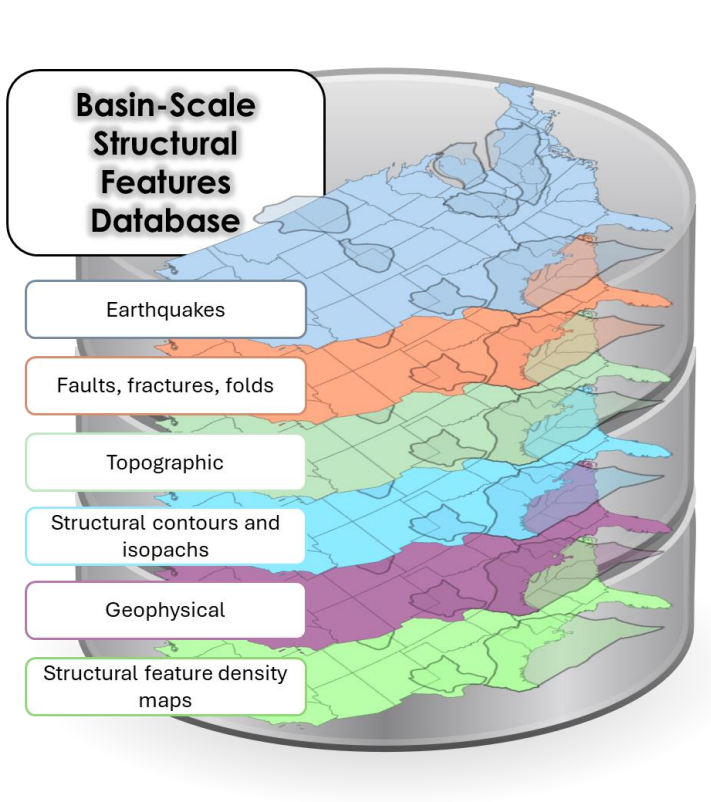 Basin-Scale
Structural
Features
Database
Earthquakes
Faults, fractures, folds
Topographic
Structural contours and
isopachs
Geophysical
Structural feature density
maps